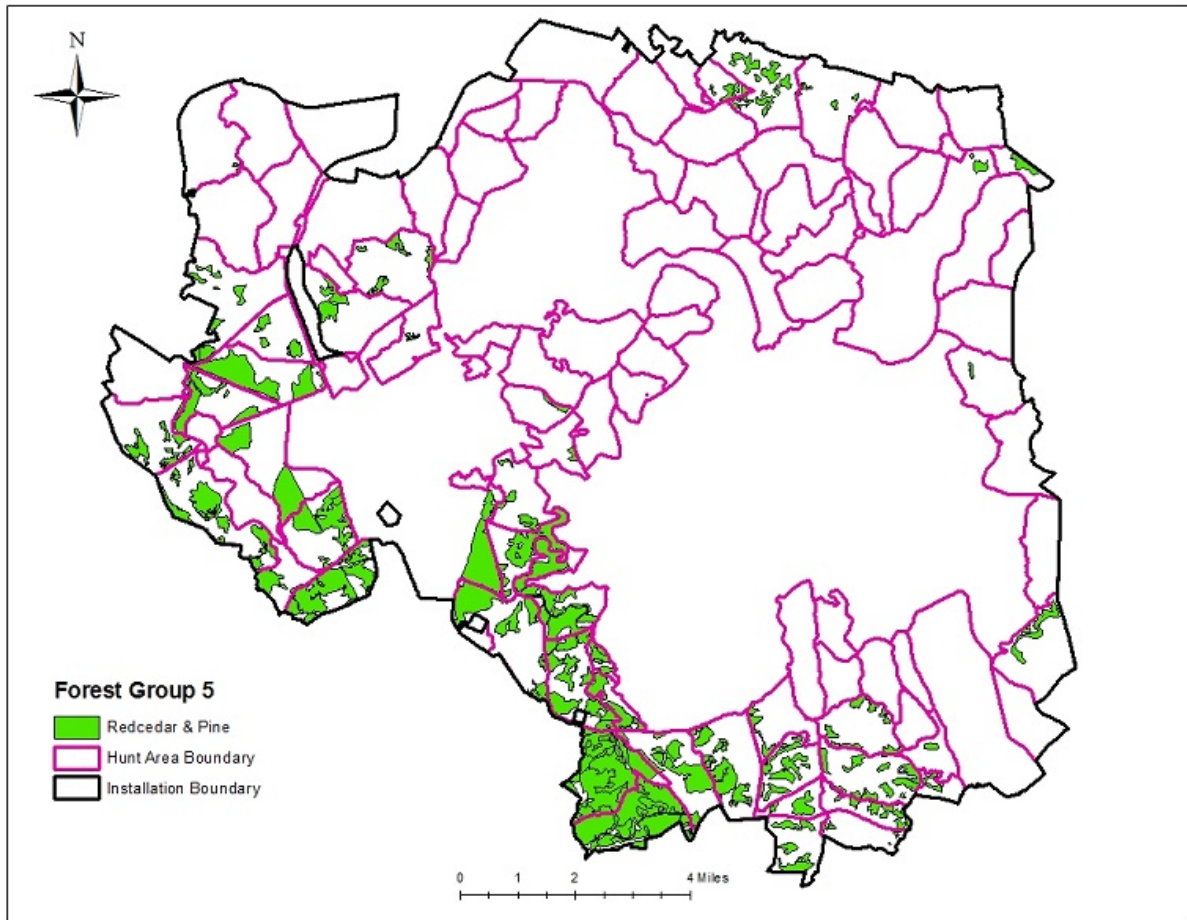 N
Forest Group 5
Redcedar & Pine
Hunt Area Boundary
Installation Boundary
0 1 2 4 Miles